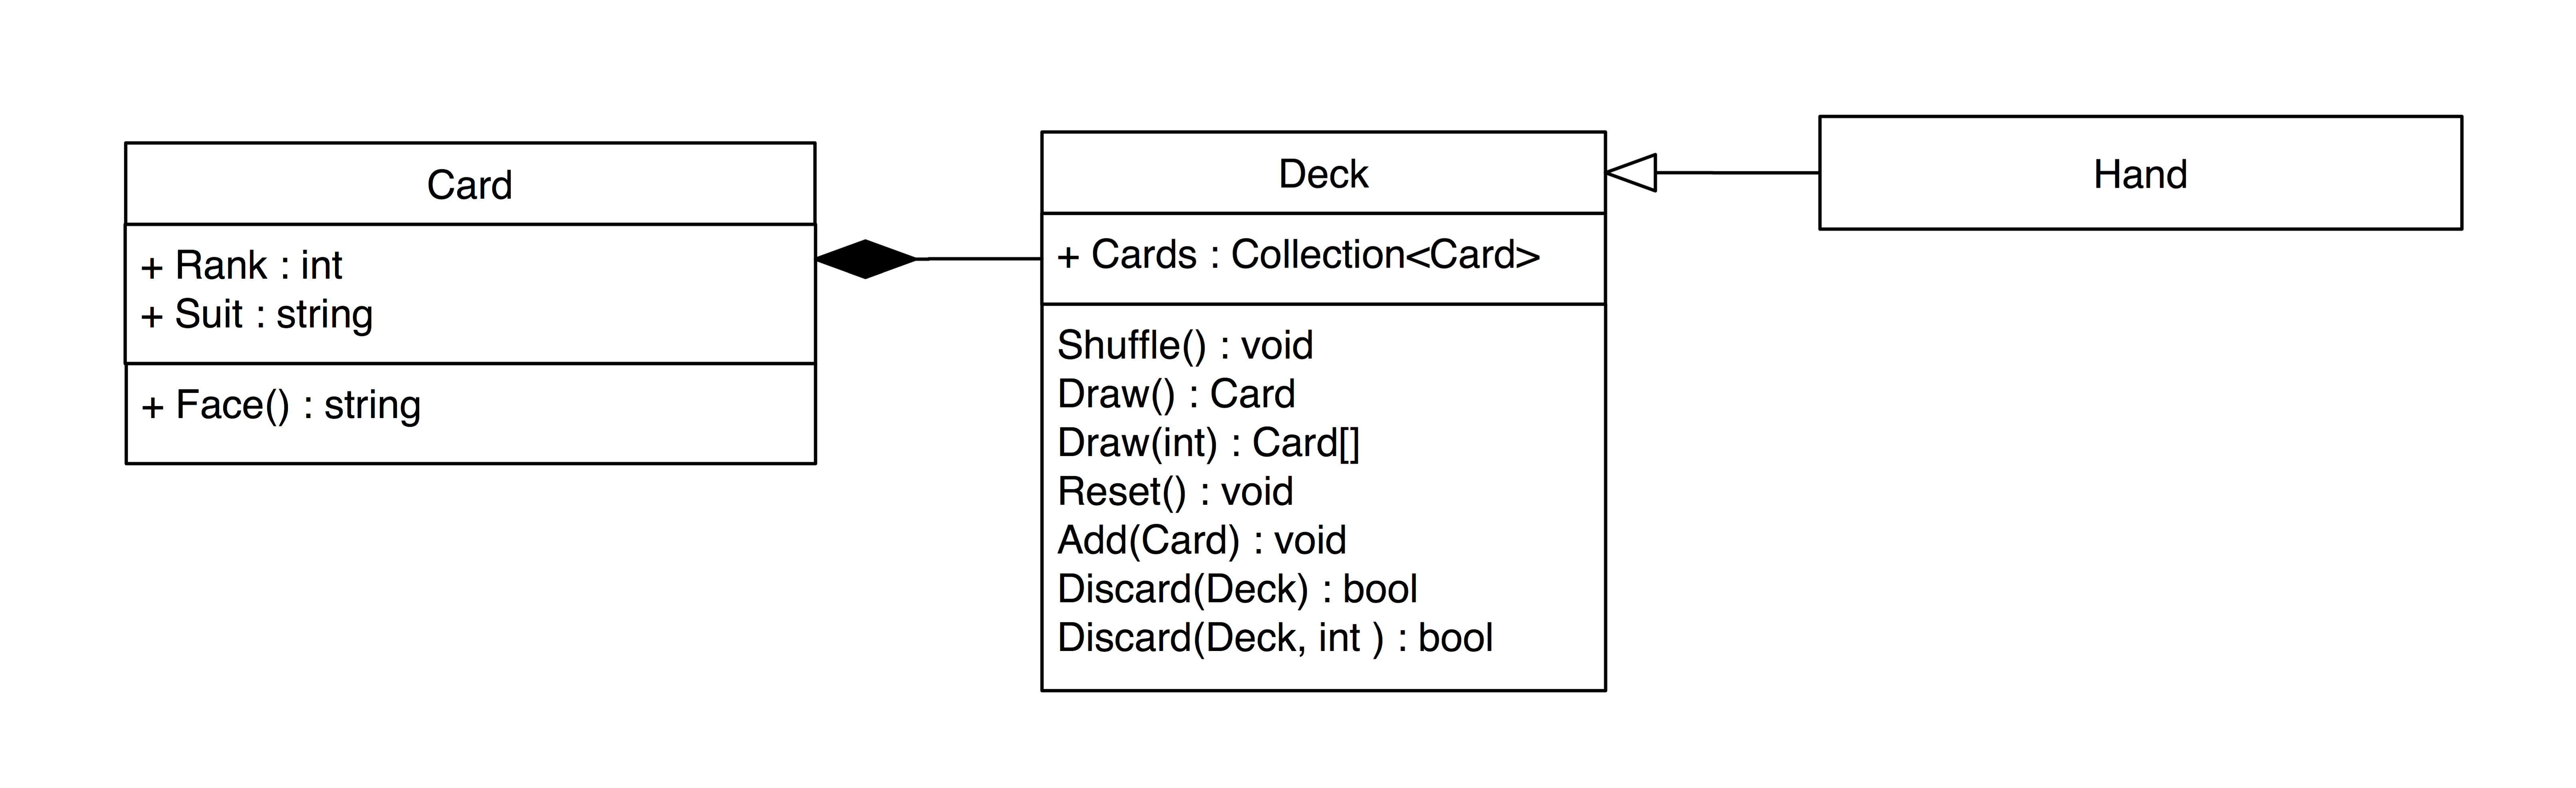 Card
+ Rank : int
+ Suit : string
+ Face() : string
Deck
+ Cards : Collection<Card>
Shuffle() : void
Draw() : Card
Draw(int) : Card[]
Reset() : void
Add(Card) : void
Discard(Deck) : bool
Discard(Deck, int ) : bool
Hand